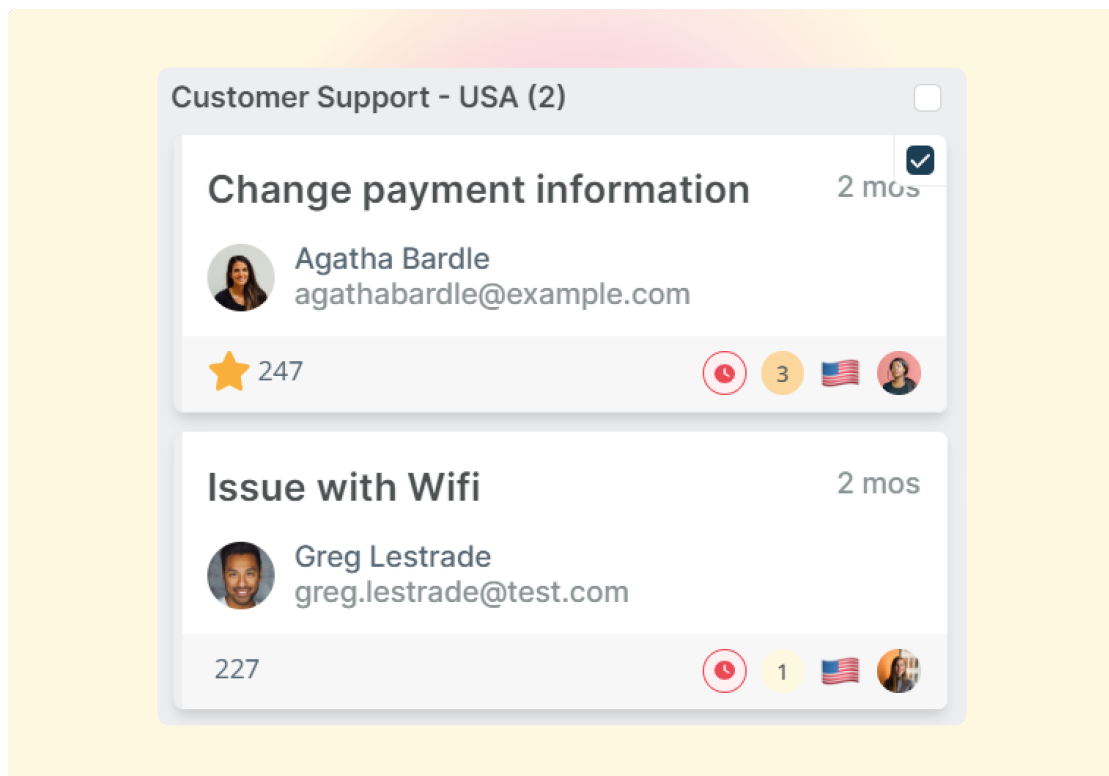 Customer Support - USA (2)
Change payment information
2 mos
Agatha Bardle
agathabardle@example.com
247
3
Issue with Wifi
2 mos
Greg Lestrade
greg.lestrade@test.com
227
1